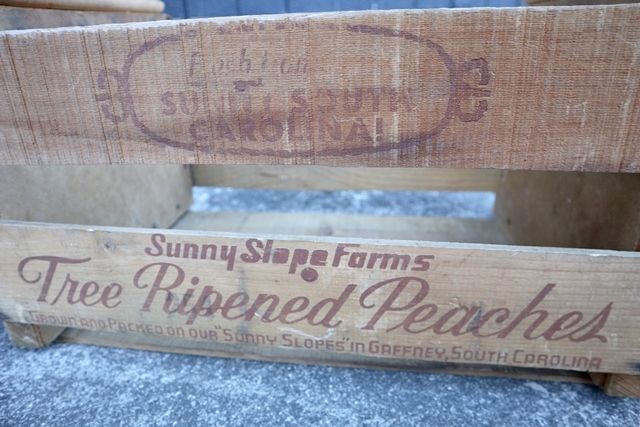 SUNNY SOUTH
CAROLINA!
Sunny Slope Farms
Tree Ripened Peaches
GROWN AND PACKED ON OUR "SUNNY SLOPES" IN GAFFNEY, SOUTH CAROLINA